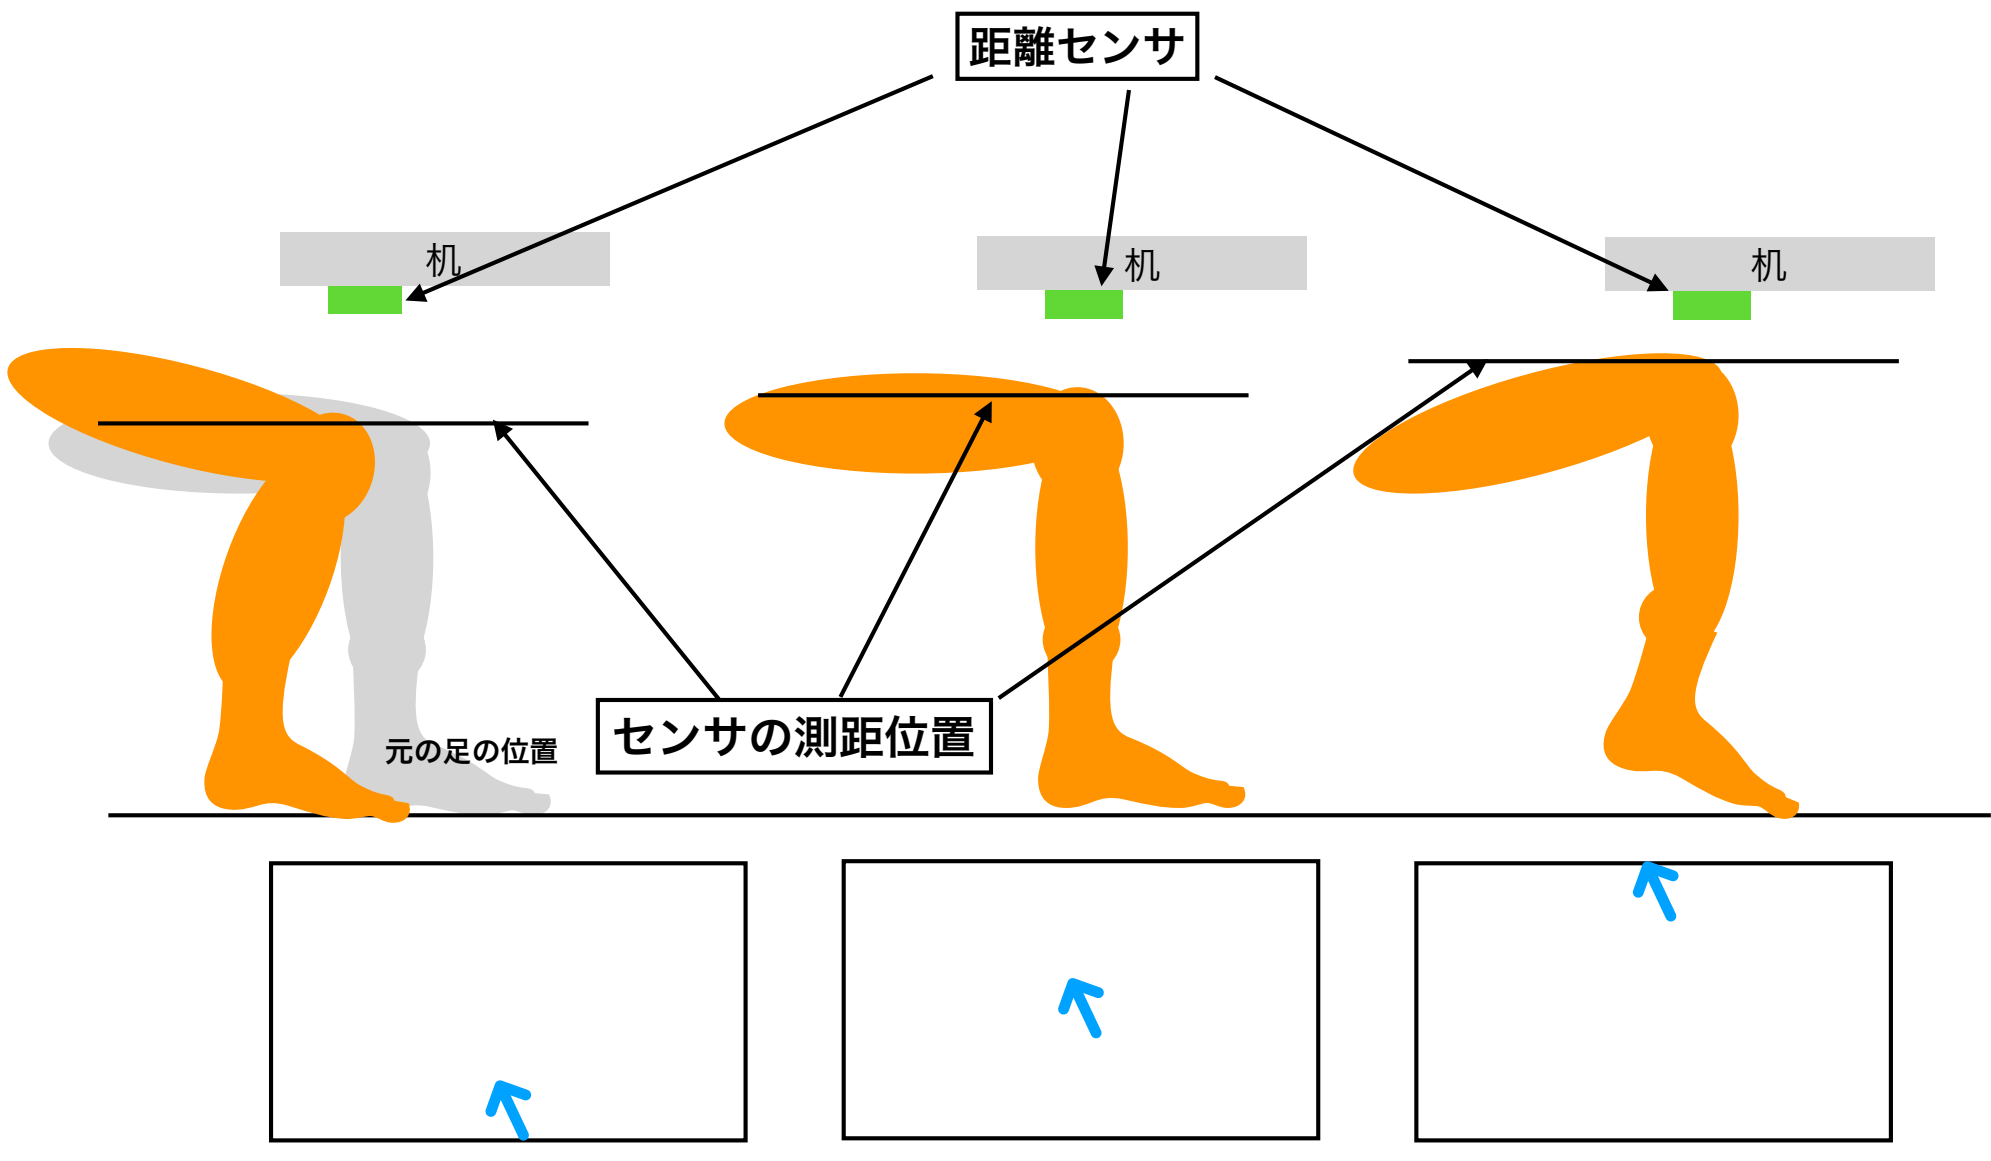 距離センサ
机
机
机
センサの測距位置
元の足の位置